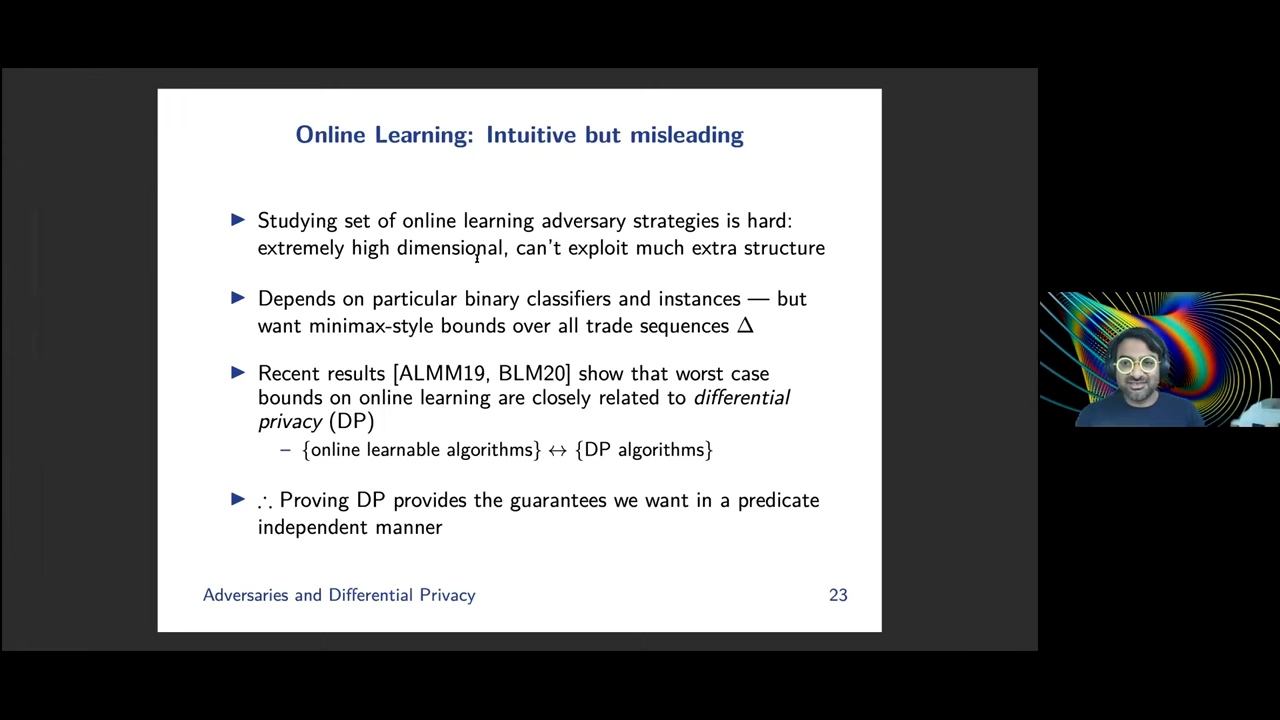 Online Learning: Intuitive but misleading
▶ Studying set of online learning adversary strategies is hard:
extremely high dimensional, can't exploit much extra structure
▶ Depends on particular binary classifiers and instances — but
want minimax-style bounds over all trade sequences Δ
▶ Recent results [ALMM19, BLM20] show that worst case
bounds on online learning are closely related to differential
privacy (DP)
– {online learnable algorithms} ↔ {DP algorithms}
▶ ∴ Proving DP provides the guarantees we want in a predicate
independent manner
Adversaries and Differential Privacy 23